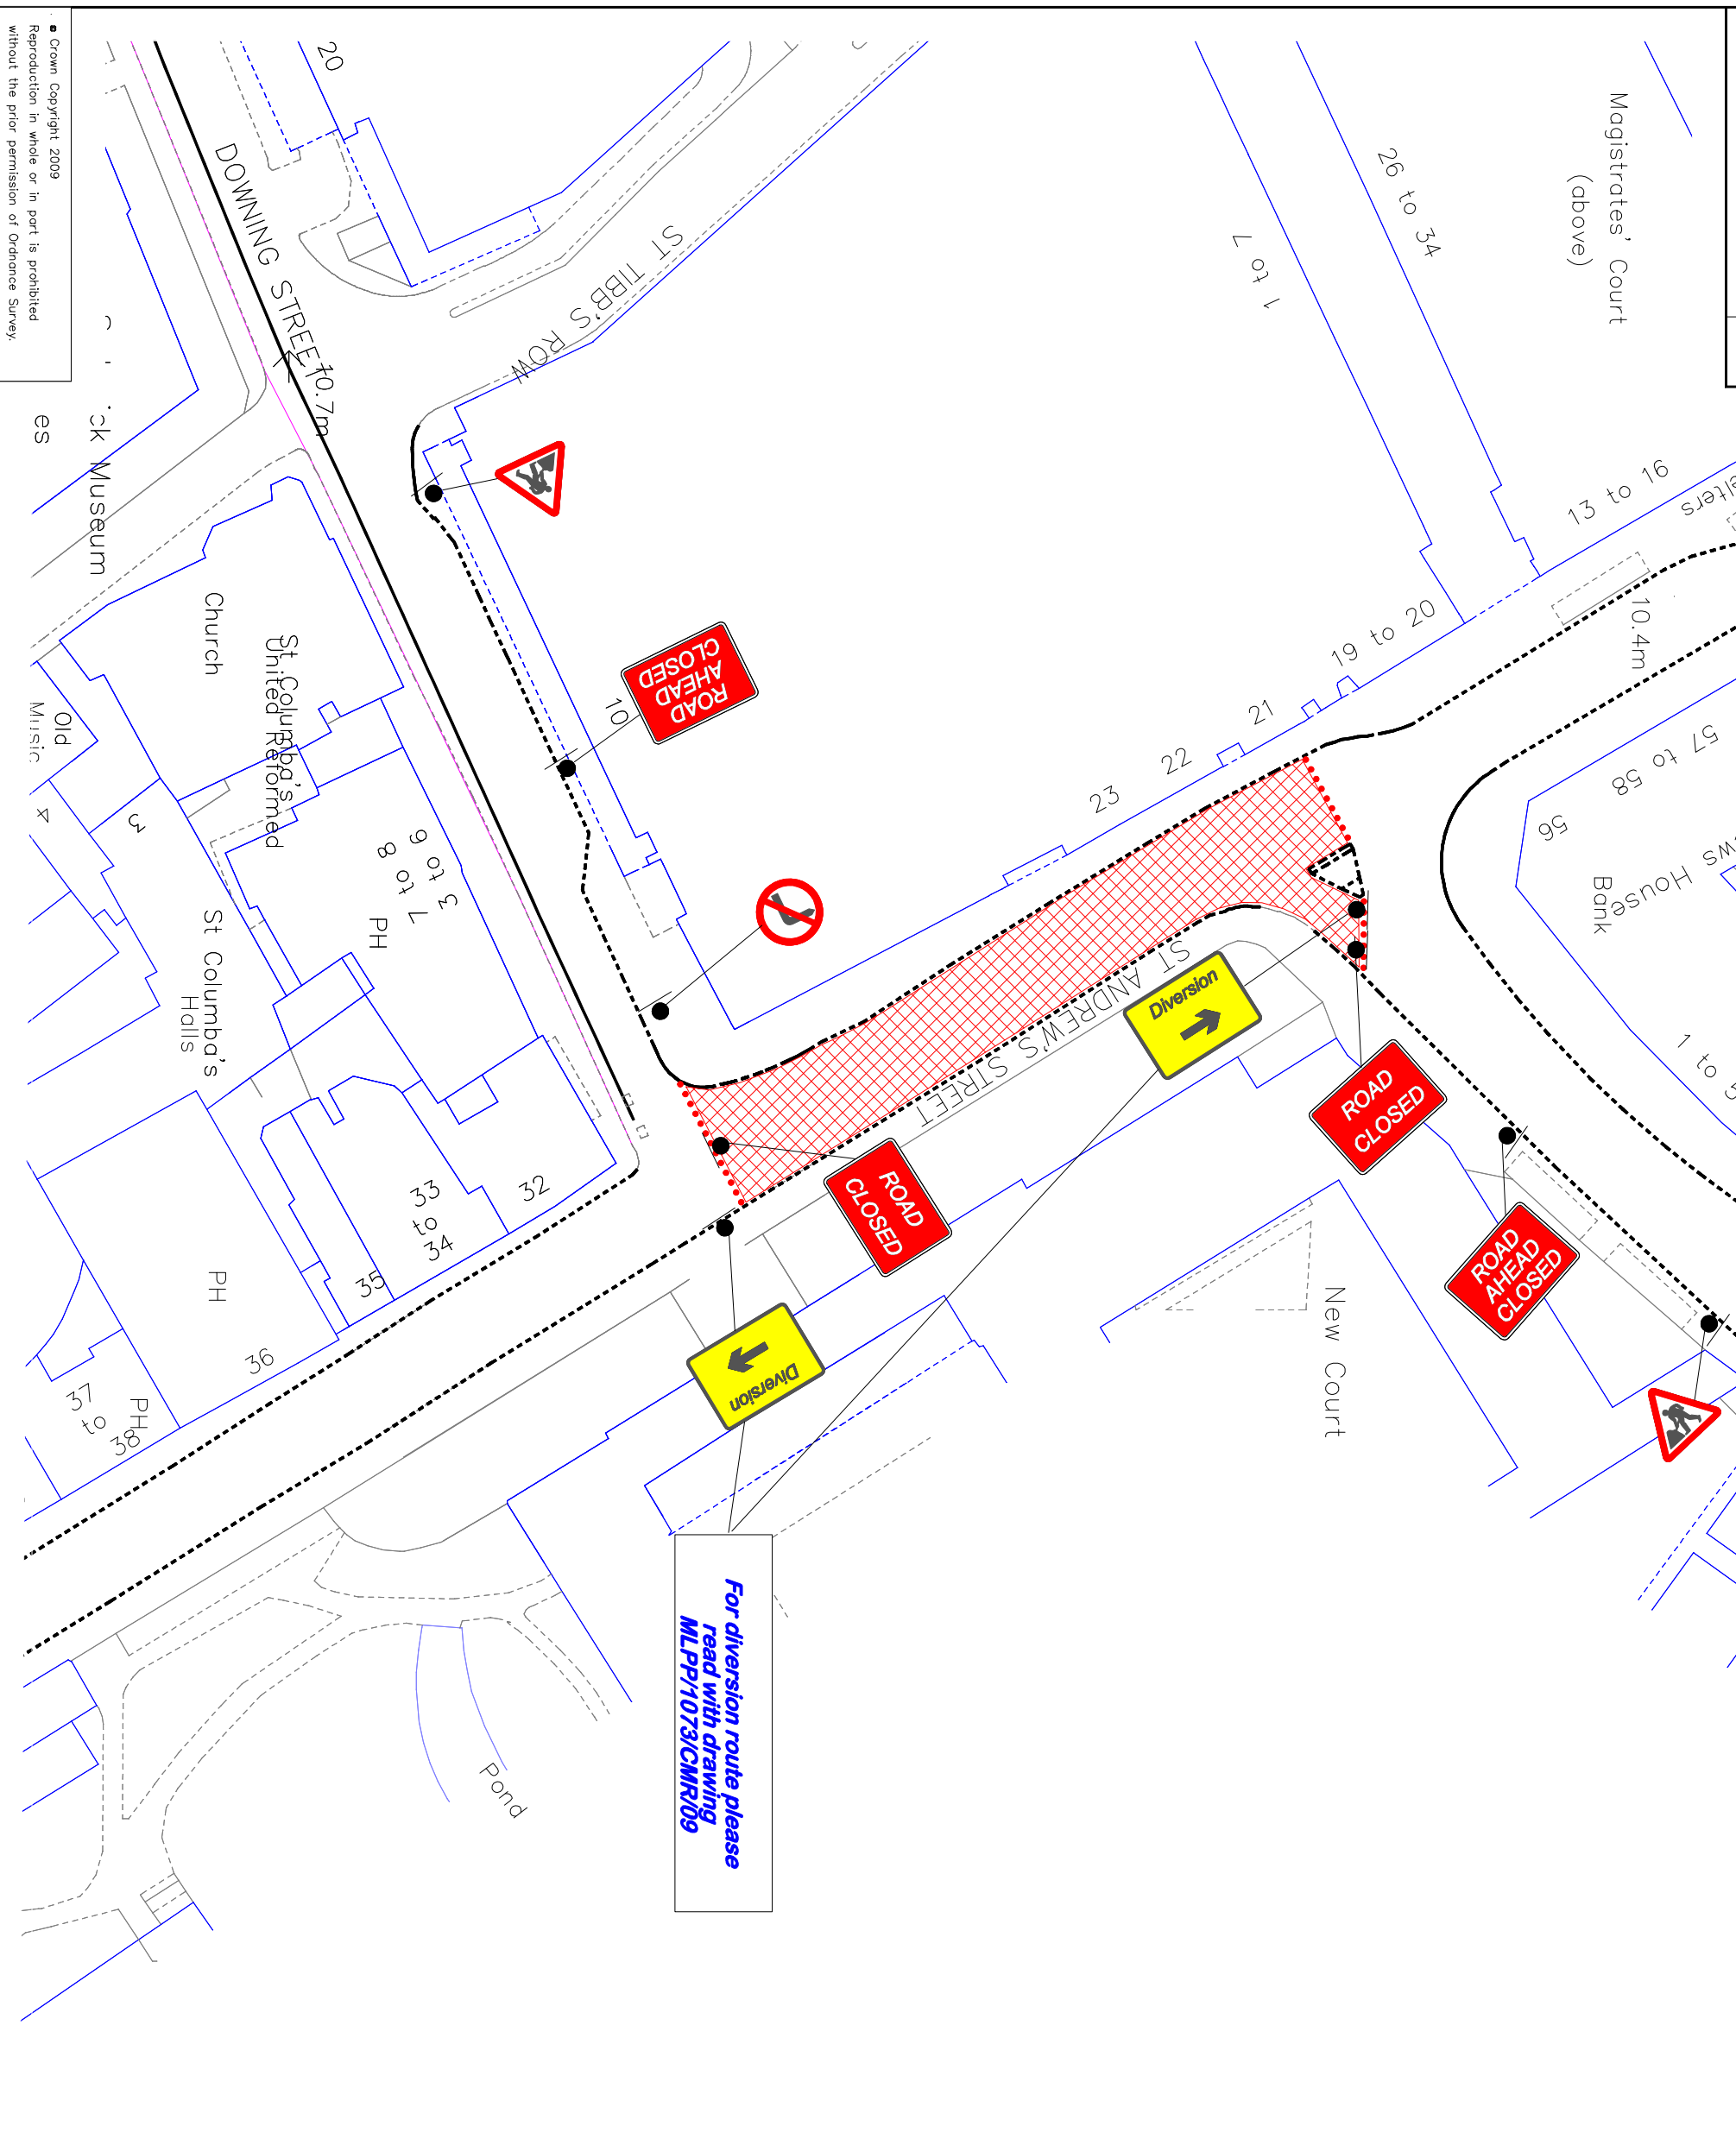 Crown Copyright 2009
Reproduction in whole or in part is prohibited
without the prior permission of Ordnance Survey.
20
DOWNING STREET
10.7m
ST TIBB'S ROW
Magistrates' Court
(above)
26 to 34
1 to 7
13 to 16
19 to 20
21
22
23
10.4m
57 to 58
56
Bank
House
1 to
Museum
es
Church
St Columba's
United Reformed
Old
Music
4
3
3 to 6
7 to 8
PH
St Columba's
Halls
10
ROAD
AHEAD
CLOSED
ST ANDREW'S STREET
Diversion
ROAD
CLOSED
ROAD
CLOSED
ROAD
AHEAD
CLOSED
Diversion
32
33
to
34
35
PH
36
37
to
38
PH
New Court
Pond
For diversion route please
read with drawing
MLPP/1073/CMR/09